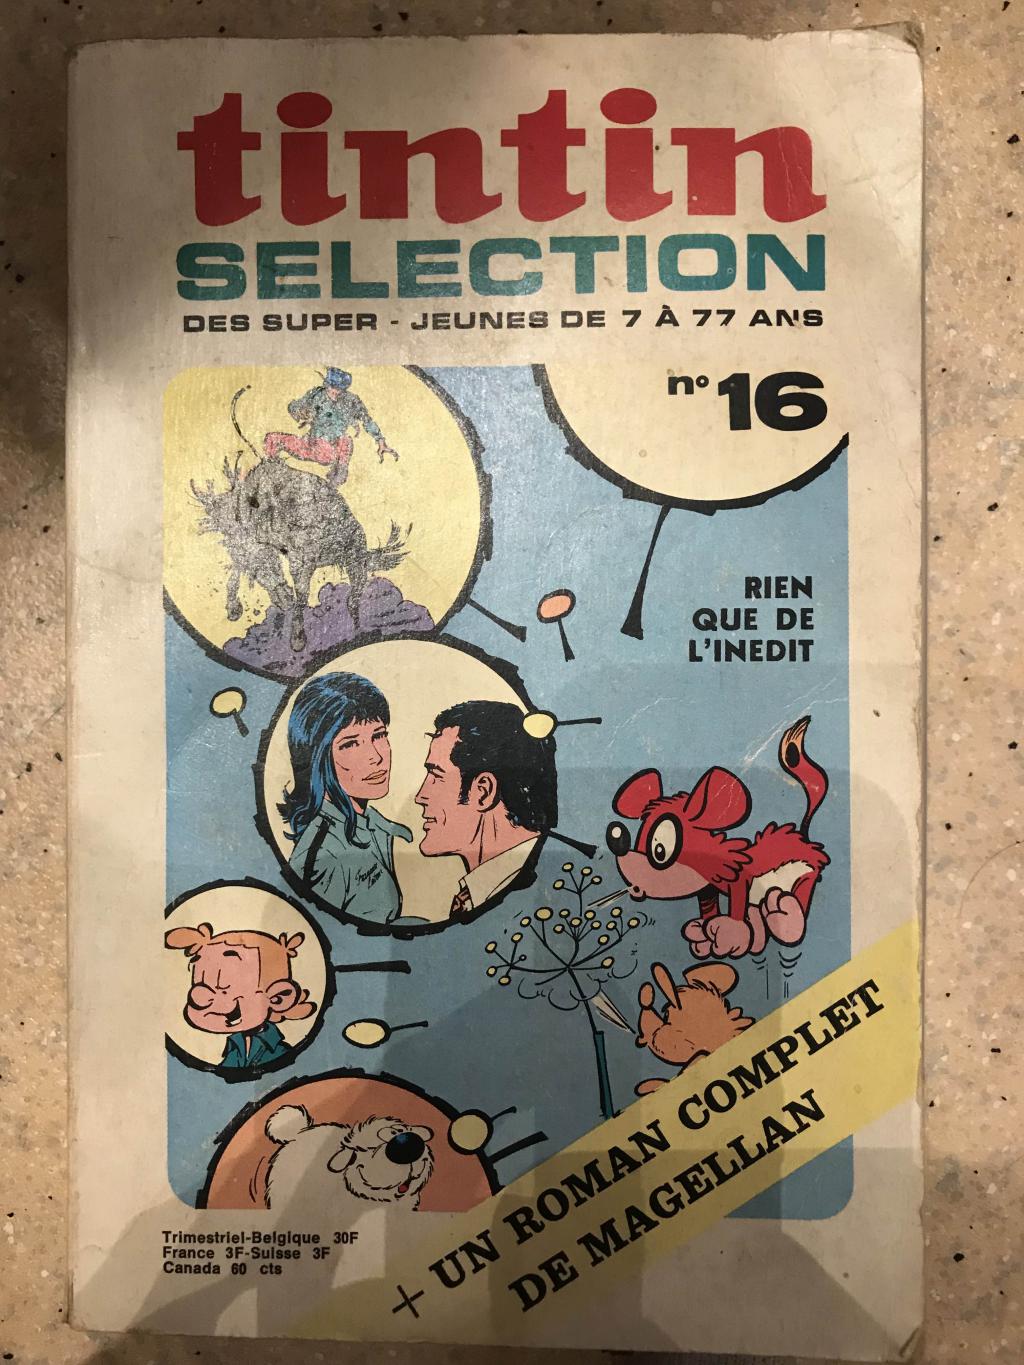 tintin
SELECTION
DES SUPER - JEUNES DE 7 À 77 ANS
n° 16
RIEN
QUE DE
L'INEDIT
+ UN ROMAN COMPLET
DE MAGELLAN
Trimestriel-Belgique 30F
France 3F-Suisse 3F
Canada 60 cts